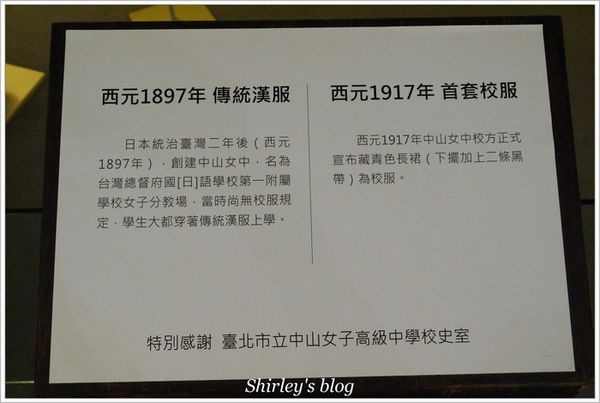 西元1897年 傳統漢服
日本統治臺灣二年後（西元
1897年），創建中山女中，名為
台灣總督府國[日]語學校第一附屬
學校女子分教場，當時尚無校服規
定，學生大都穿著傳統漢服上學。
西元1917年 首套校服
西元1917年中山女中校方正式
宣布藏青色長裙（下擺加上二條黑
帶）為校服。
特別感謝 臺北市立中山女子高級中學校史室
Shirley's blog